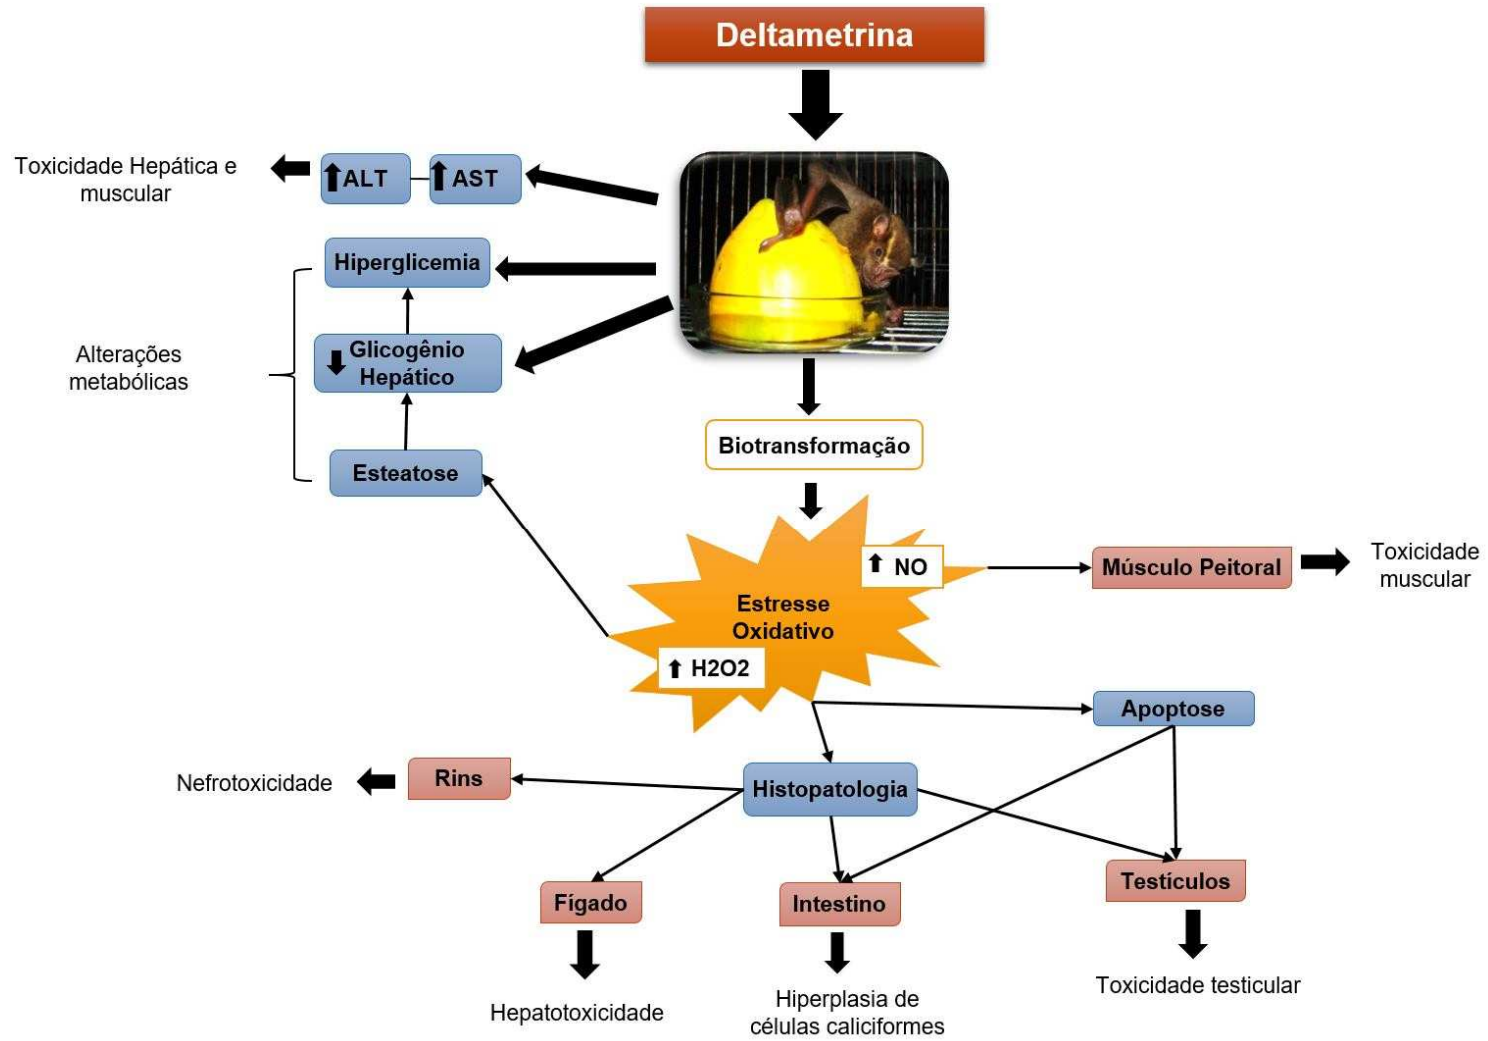 Deltametrina
Toxicidade Hepática e
muscular
ALT
AST
Hiperglicemia
Alterações
metabólicas
Glicogênio
Hepático
Esteatose
Biotransformação
NO
Estresse
Oxidativo
H2O2
Músculo Peitoral
Toxicidade
muscular
Apoptose
Nefrotoxicidade
Rins
Histopatologia
Fígado
Intestino
Testículos
Hepatotoxicidade
Hiperplasia de
células caliciformes
Toxicidade testicular